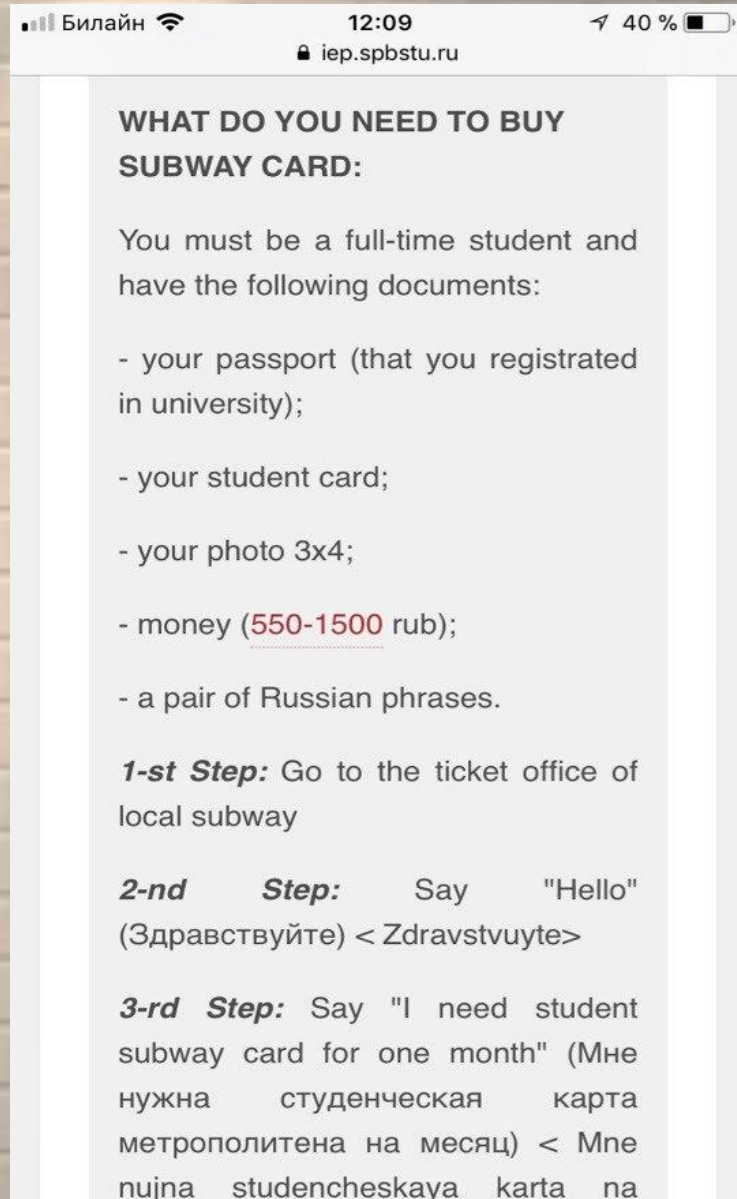 Билайн 12:09 40 %
iep.spbstu.ru
WHAT DO YOU NEED TO BUY
SUBWAY CARD:
You must be a full-time student and
have the following documents:
- your passport (that you registrated
in university);
- your student card;
- your photo 3x4;
- money (550-1500 rub);
- a pair of Russian phrases.
1-st Step: Go to the ticket office of
local subway
2-nd Step: Say "Hello"
(Здравствуйте) < Zdravstvuyte>
3-rd Step: Say "I need student
subway card for one month" (Мне
нужна студенческая карта
метрополитена на месяц) < Mne
nujna studencheskaya karta na